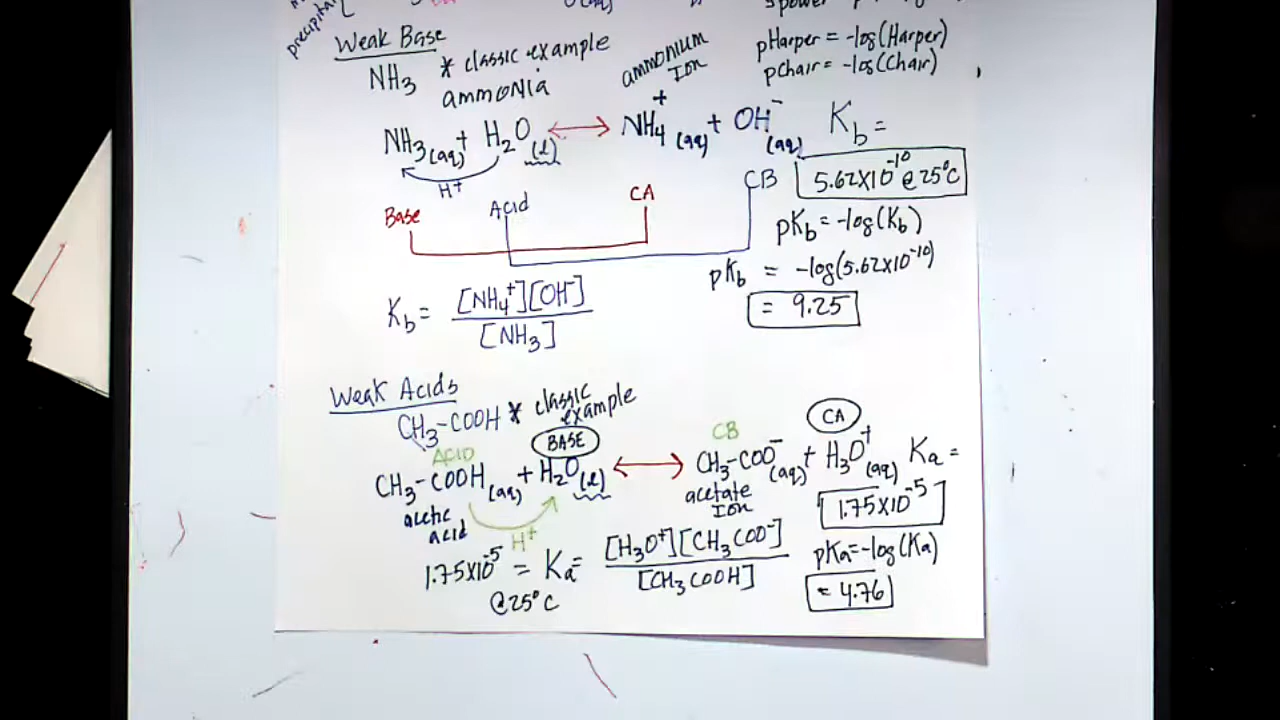 Weak Base
NH3 * classic example
ammonia
ammonium
Ion
pHarper = -log(Harper)
pChair = -log(Chair)
NH3(aq) + H2O(l) ⟷ NH4+(aq) + OH-(aq)
H+
Base
Acid
CA
CB
Kb =
5.62x10-10 @ 25°C
pKb = -log(Kb)
pKb = -log(5.62x10-10)
= 9.25
Kb = [NH4+][OH-]
[NH3]
Weak Acids
CH3-COOH * classic
example
ACID
BASE
CB
CA
CH3-COOH(aq) + H2O(l) ⟷ CH3-COO-(aq) + H3O+(aq)
acetic
acid
H+
acetate
Ion
Ka =
1.75x10-5
pKa = -log(Ka)
= 4.76
1.75x10-5 = Ka = [H3O+][CH3COO-]
[CH3COOH]
@25°C